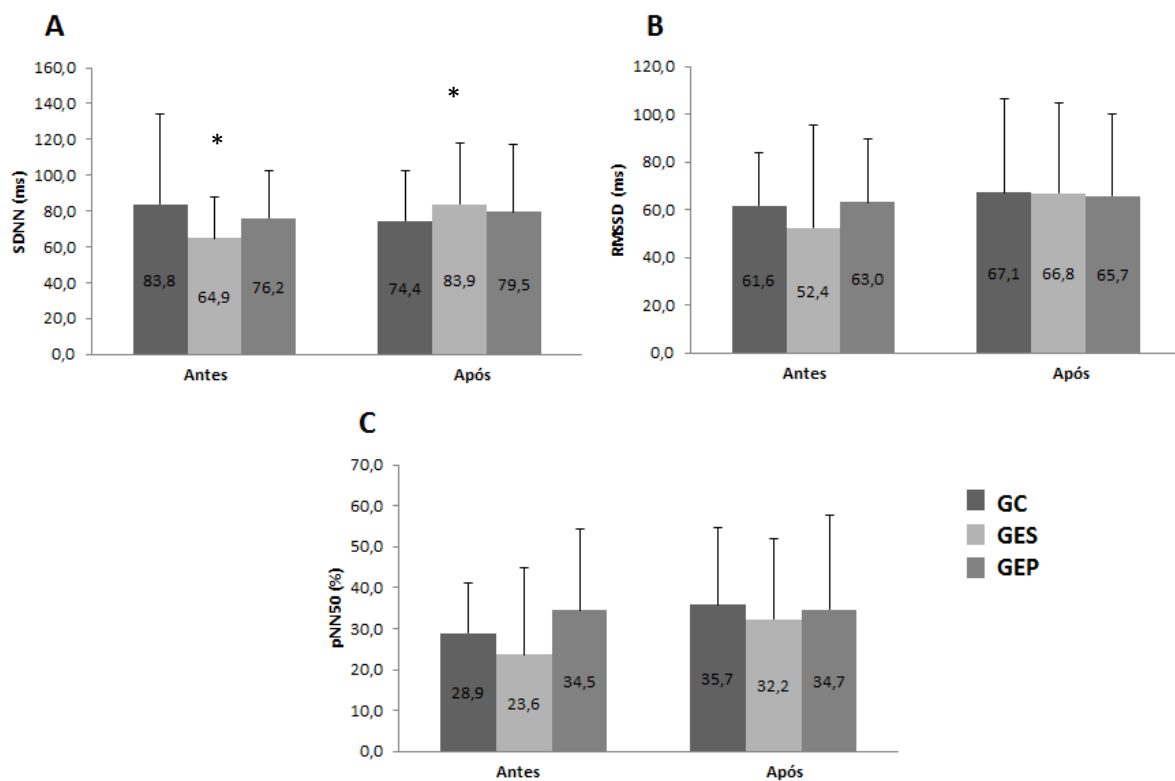 A
SDNN (ms)
160,0
140,0
120,0
100,0
80,0
60,0
40,0
20,0
0,0
*
*
83,8
64,9
76,2
74,4
83,9
79,5
Antes
Após
B
RMSSD (ms)
120,0
100,0
80,0
60,0
40,0
20,0
0,0
61,6
52,4
63,0
67,1
66,8
65,7
Antes
Após
C
pNN50 (%)
70,0
60,0
50,0
40,0
30,0
20,0
10,0
0,0
28,9
23,6
34,5
35,7
32,2
34,7
Antes
Após
GC
GES
GEP